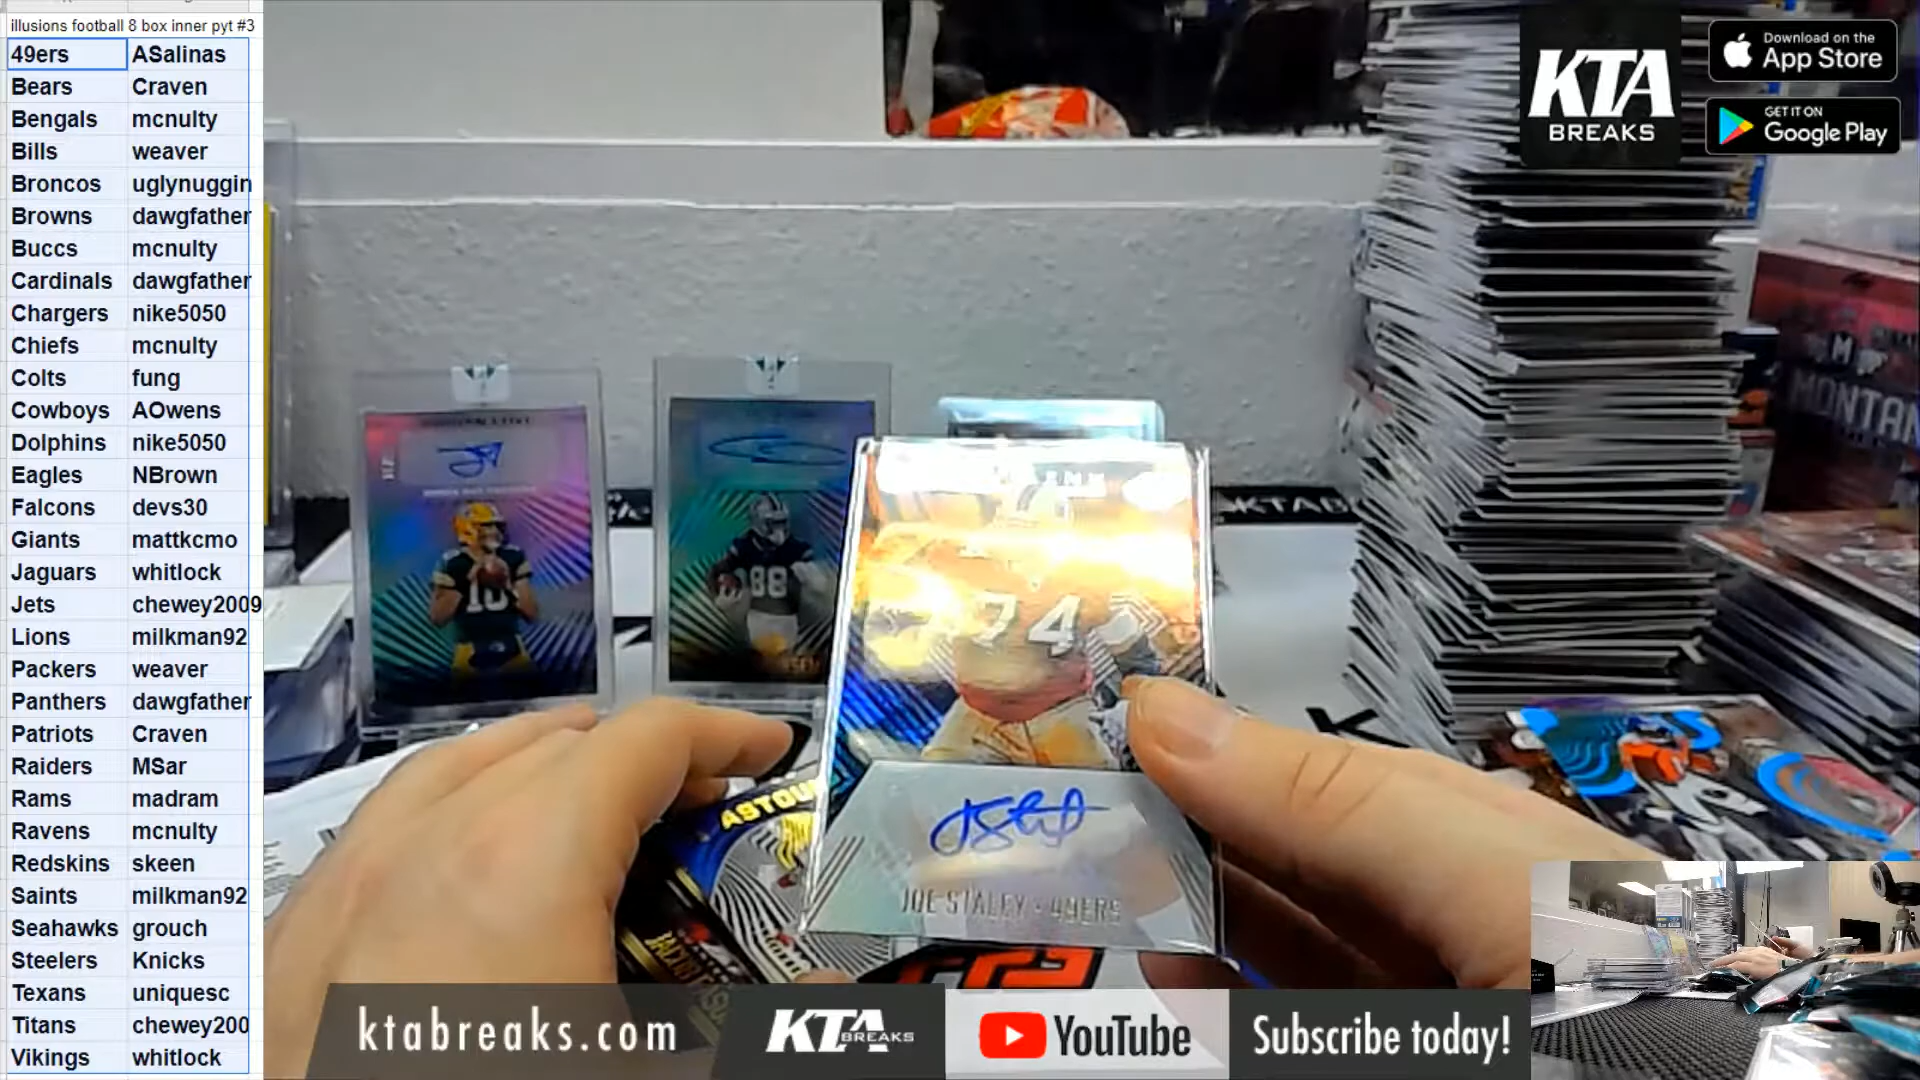 illusions football 8 box inner pyt #3
49ers ASalinas
Bears Craven
Bengals mcnulty
Bills weaver
Broncos uglynuggin
Browns dawgfather
Buccs mcnulty
Cardinals dawgfather
Chargers nike5050
Chiefs mcnulty
Colts fung
Cowboys AOwens
Dolphins nike5050
Eagles NBrown
Falcons devs30
Giants mattkcmo
Jaguars whitlock
Jets chewey2009
Lions milkman92
Packers weaver
Panthers dawgfather
Patriots Craven
Raiders MSar
Rams madram
Ravens mcnulty
Redskins skeen
Saints milkman92
Seahawks grouch
Steelers Knicks
Texans uniquesc
Titans chewey200
Vikings whitlock
KTA
BREAKS
Download on the
App Store
GET IT ON
Google Play
MONTAN
KTAB
88
10
74
JOE STALEY • 49ERS
ktabreaks.com
KTA BREAKS
YouTube
Subscribe today!